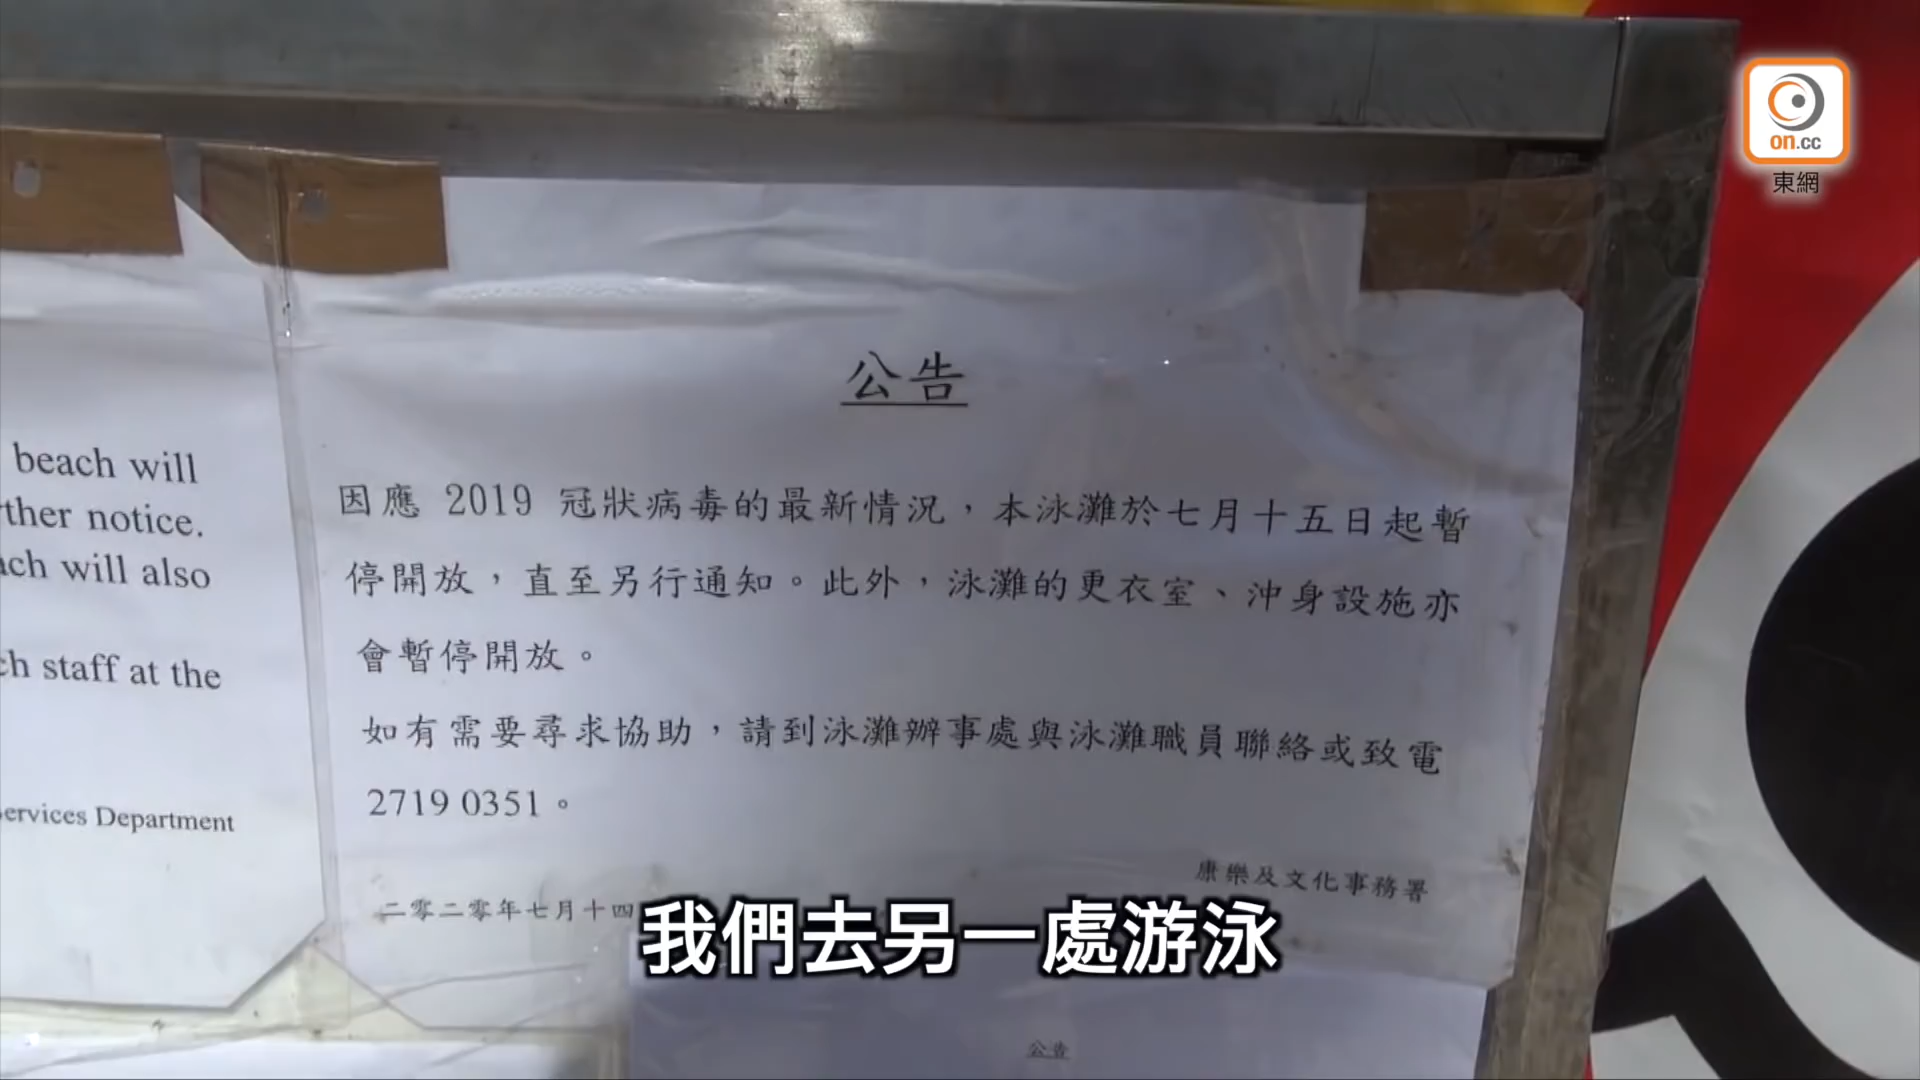 on.cc
東網
beach will
ther notice.
ach will also
ch staff at the
ervices Department
公告
因應 2019 冠狀病毒的最新情況，本泳灘於七月十五日起暫
停開放，直至另行通知。此外，泳灘的更衣室、沖身設施亦
會暫停開放。
如有需要尋求協助，請到泳灘辦事處與泳灘職員聯絡或致電
2719 0351。
康樂及文化事務署
二零二零年七月十四
我們去另一處游泳
公告